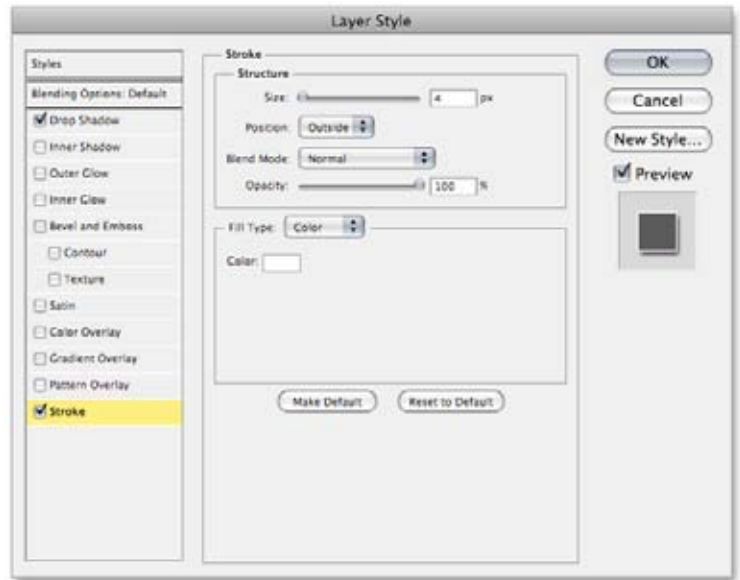 Layer Style
Styles
Blending Options: Default
Drop Shadow
Inner Shadow
Outer Glow
Inner Glow
Bevel and Emboss
Contour
Texture
Satin
Color Overlay
Gradient Overlay
Pattern Overlay
Stroke
Stroke
Structure
Size: 4 px
Position: Outside
Blend Mode: Normal
Opacity: 100 %
Fill Type: Color
Color:
Make Default Reset to Default
OK
Cancel
New Style...
Preview